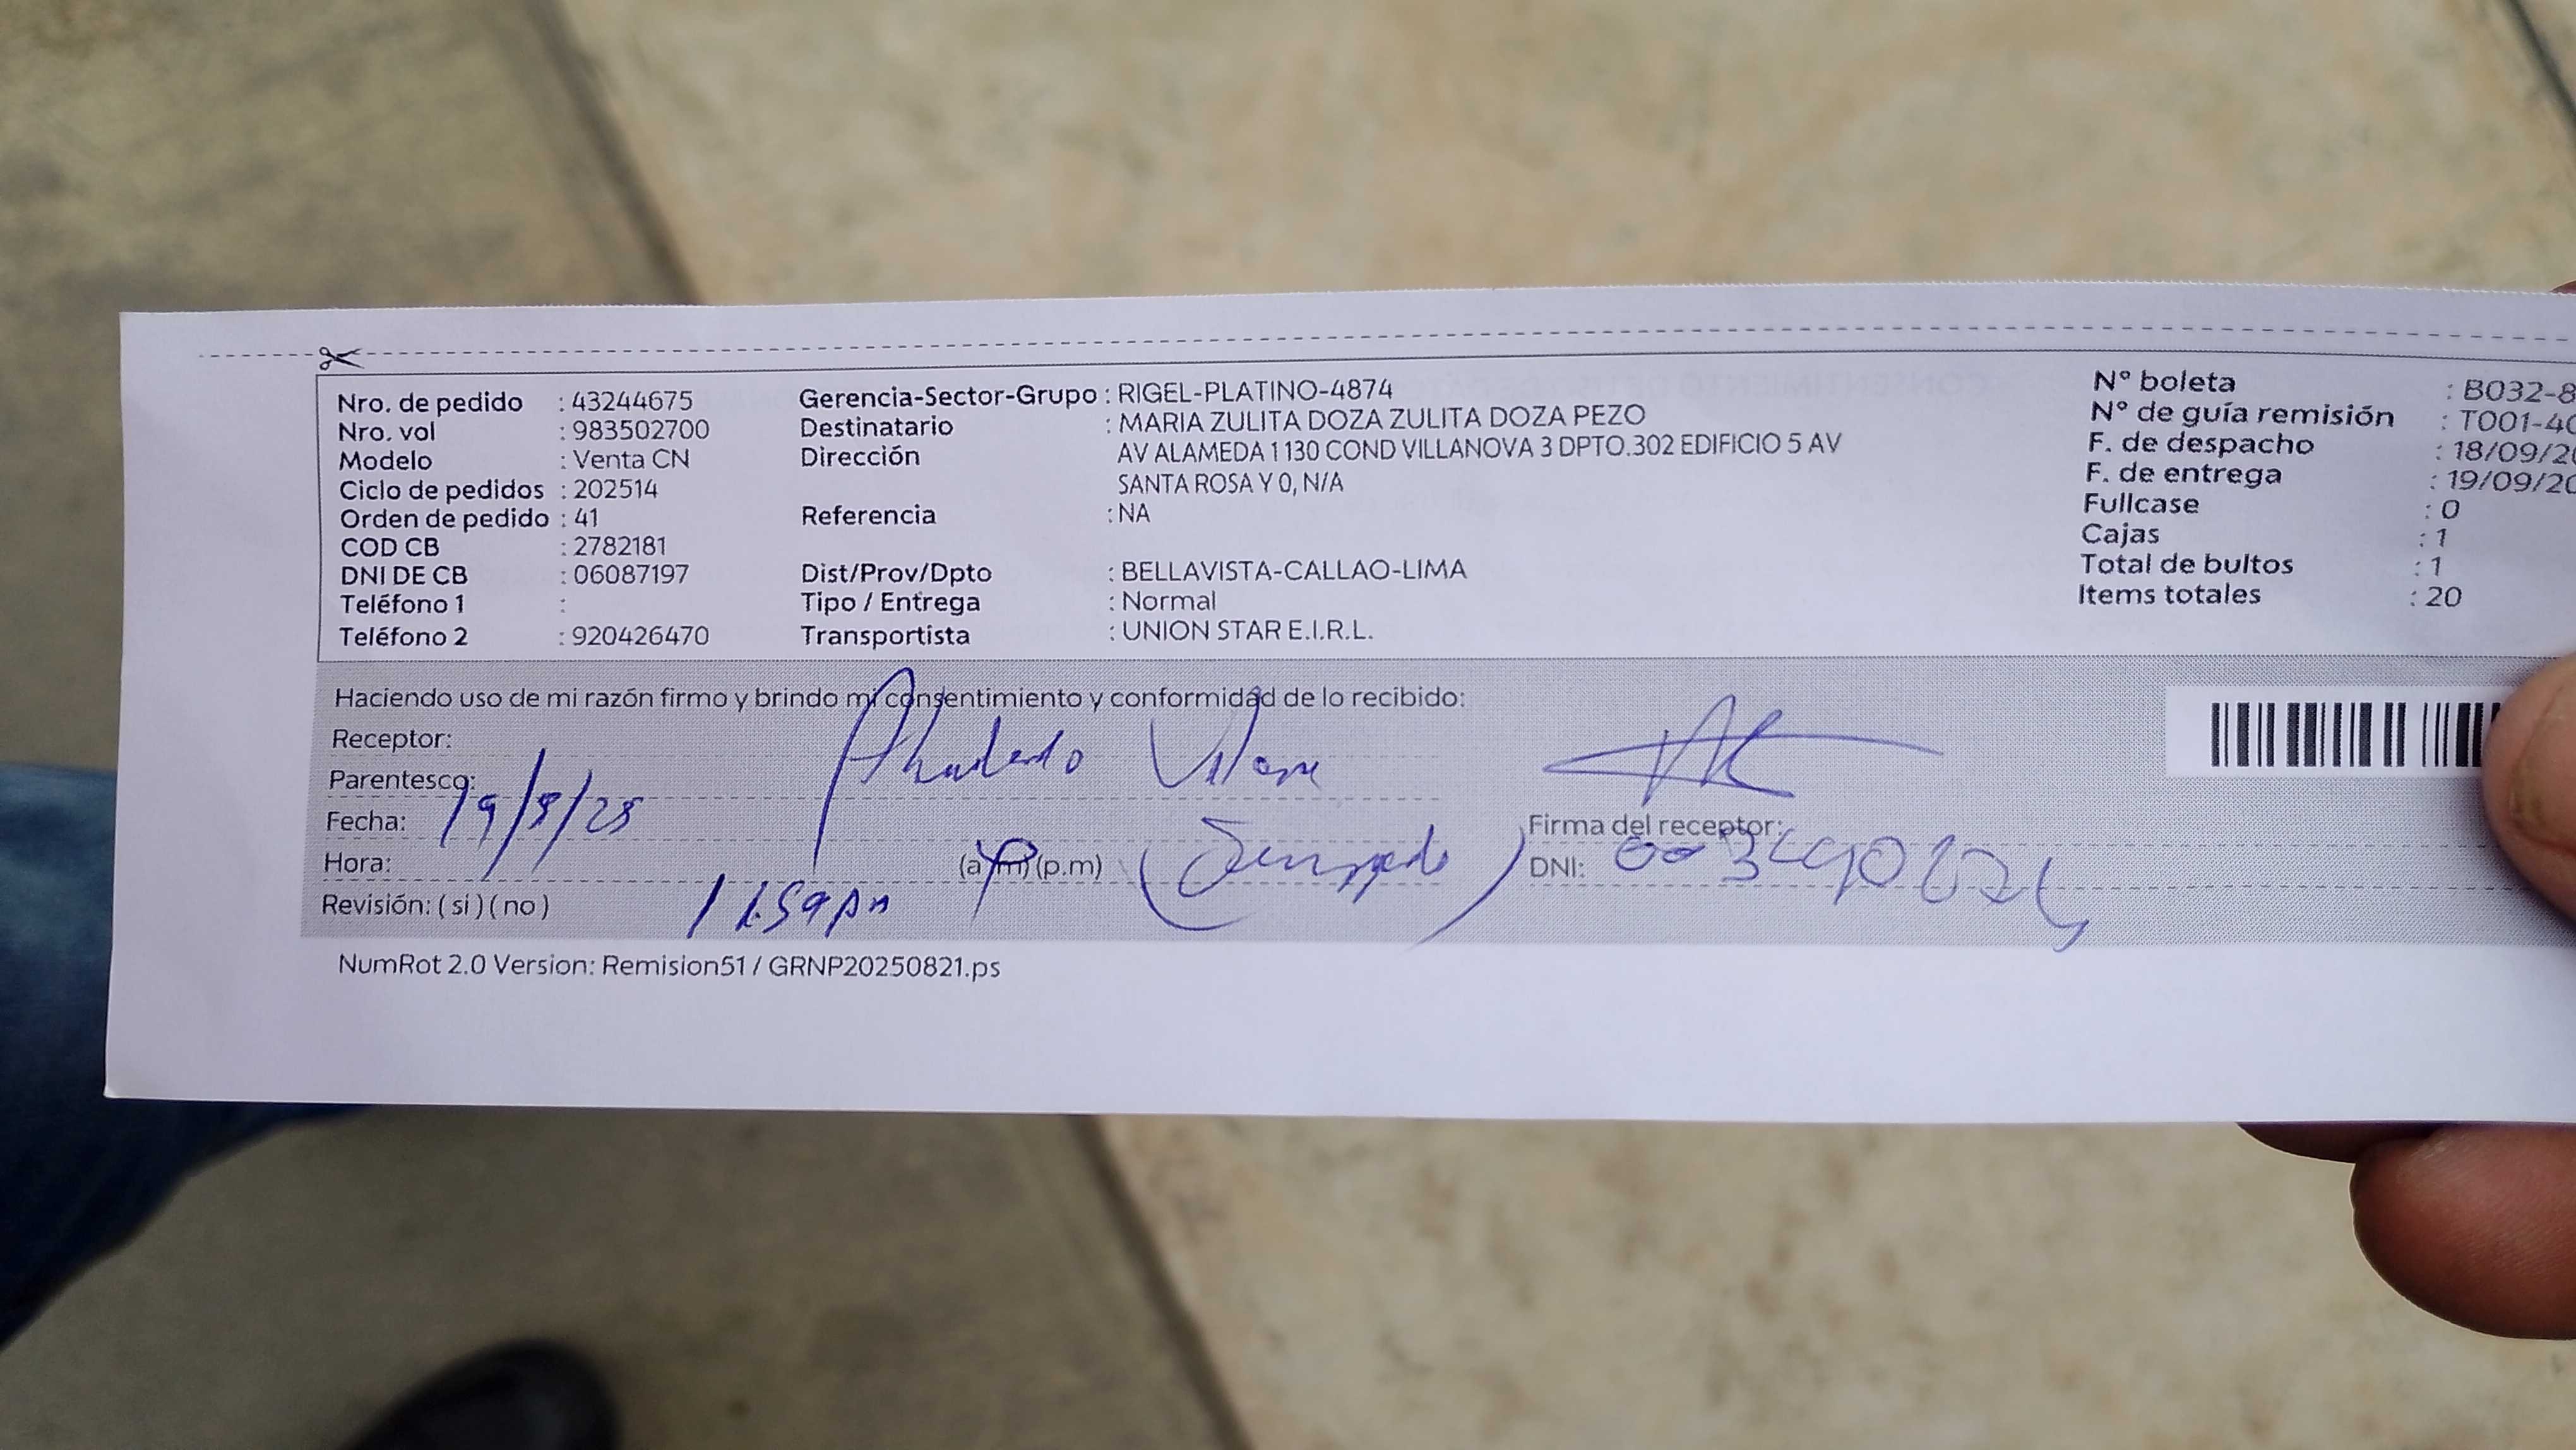 Nro. de pedido : 43244675
Nro. vol : 983502700
Modelo : Venta CN
Ciclo de pedidos : 202514
Orden de pedido : 41
COD CB : 2782181
DNI DE CB : 06087197
Teléfono 1 :
Teléfono 2 : 920426470
Gerencia-Sector-Grupo : RIGEL-PLATINO-4874
Destinatario : MARIA ZULITA DOZA ZULITA DOZA PEZO
Dirección AV ALAMEDA 1130 COND VILLANOVA 3 DPTO.302 EDIFICIO 5 AV
SANTA ROSA Y 0, N/A
Referencia : NA
Dist/Prov/Dpto : BELLAVISTA-CALLAO-LIMA
Tipo / Entrega : Normal
Transportista : UNION STAR E.I.R.L.
N° boleta : B032-8
N° de guía remisión : T001-40
F. de despacho : 18/09/20
F. de entrega : 19/09/20
Fullcase : 0
Cajas : 1
Total de bultos : 1
Items totales : 20
Haciendo uso de mi razón firmo y brindo mi consentimiento y conformidad de lo recibido:
Receptor:
Parentesco:
Fecha: 19/9/25
Hora: (a.m) (p.m)
11:59 pm
Revisión: ( si ) ( no )
Firma del receptor:
DNI:
NumRot 2.0 Version: Remision51 / GRNP20250821.ps